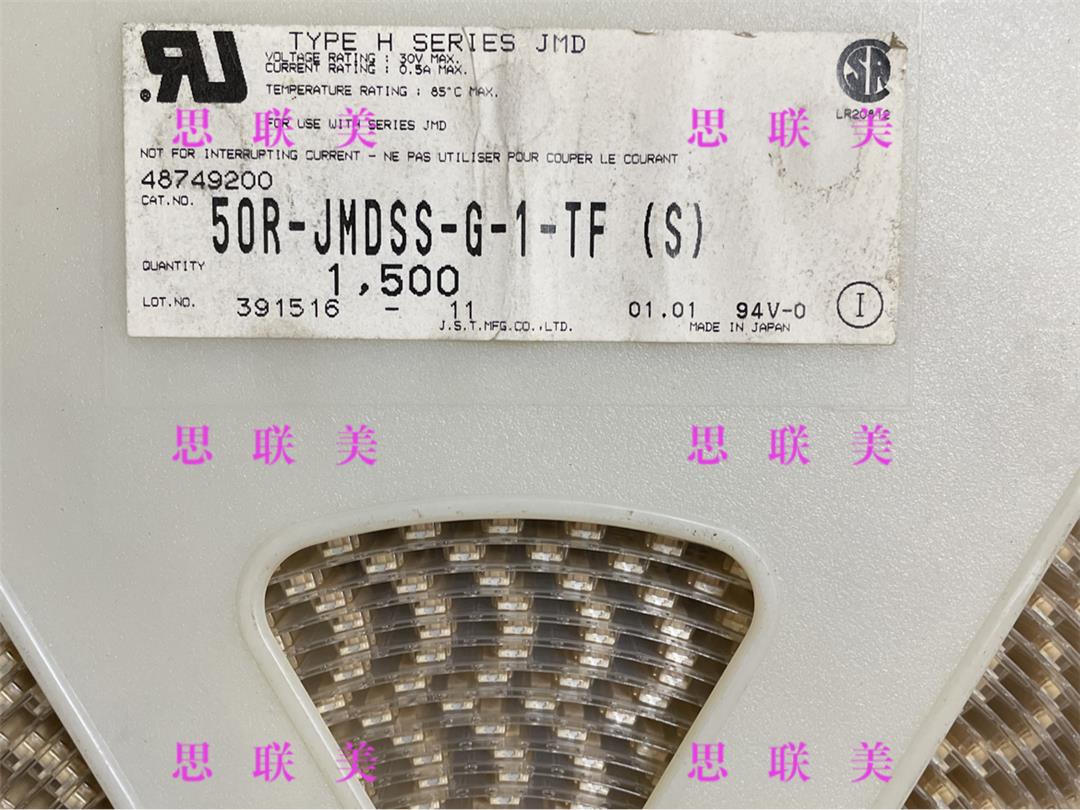 TYPE H SERIES JMD
VOLTAGE RATING : 30V MAX.
CURRENT RATING : 0.5A MAX.
TEMPERATURE RATING : 85°C MAX.
LR20812
FOR USE WITH SERIES JMD
思联美 思联美
NOT FOR INTERRUPTING CURRENT - NE PAS UTILISER POUR COUPER LE COURANT
48749200
CAT.NO. 50R-JMDSS-G-1-TF (S)
QUANTITY 1,500
LOT.NO. 391516 - 11 01.01 94V-0 I
J.S.T.MFG.CO.,LTD. MADE IN JAPAN
思联美 思联美
思联美 思联美